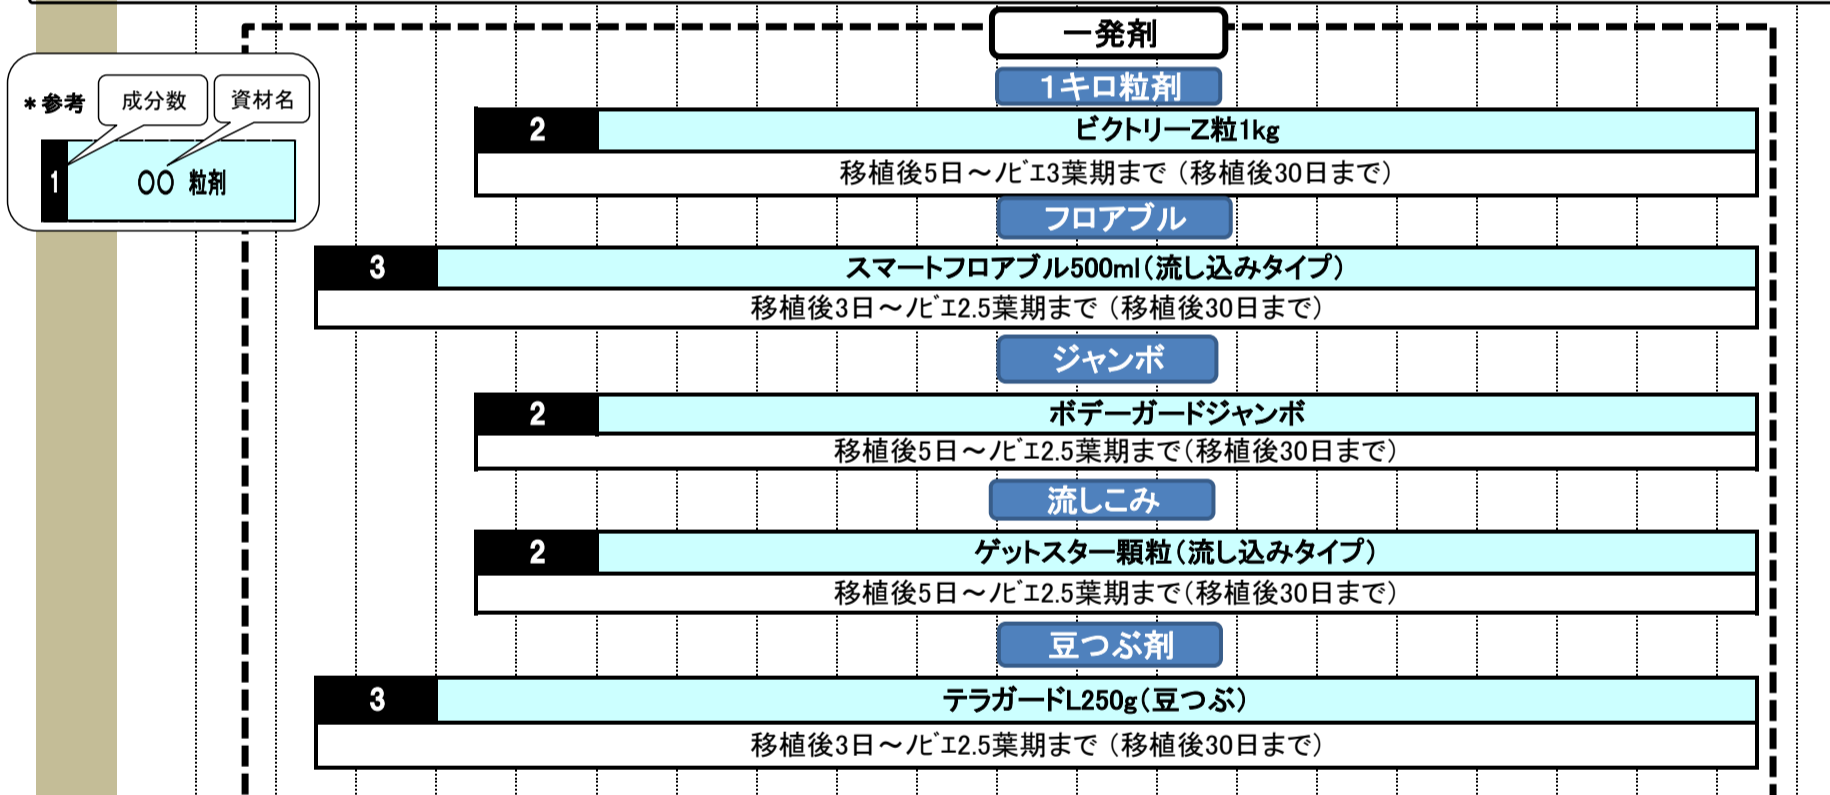 一発剤
1キロ粒剤
*参考
成分数
資材名
1
〇〇 粒剤
2
ビクトリーZ粒1kg
移植後5日～ノビエ3葉期まで（移植後30日まで）
フロアブル
3
スマートフロアブル500ml（流し込みタイプ）
移植後3日～ノビエ2.5葉期まで（移植後30日まで）
ジャンボ
2
ボデーガードジャンボ
移植後5日～ノビエ2.5葉期まで（移植後30日まで）
流しこみ
2
ゲットスター顆粒（流し込みタイプ）
移植後5日～ノビエ2.5葉期まで（移植後30日まで）
豆つぶ剤
3
テラガードL250g（豆つぶ）
移植後3日～ノビエ2.5葉期まで（移植後30日まで）